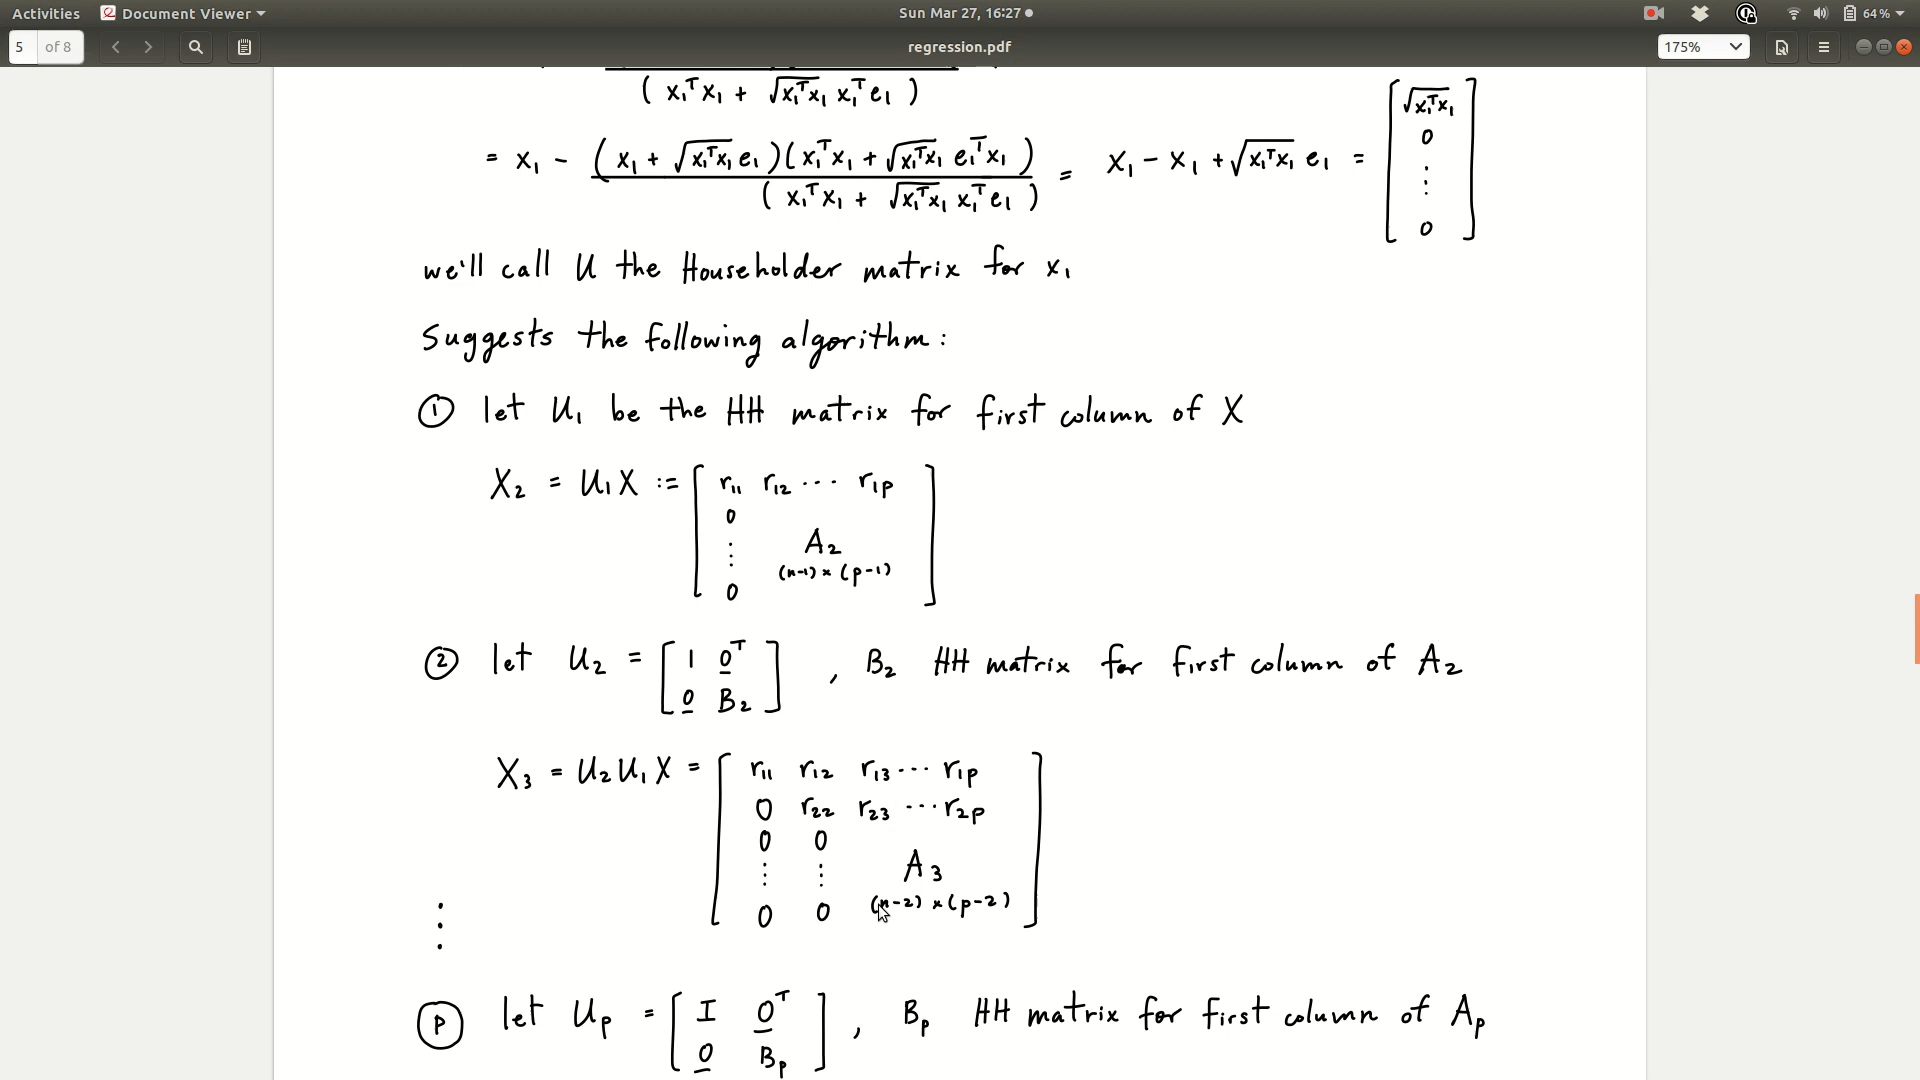 Activities Document Viewer Sun Mar 27, 16:27 64 %
5 of 8 regression.pdf 175%
( x₁ᵀx₁ + √x₁ᵀx₁ x₁ᵀe₁ )
= x₁ - (x₁ + √x₁ᵀx₁ e₁)(x₁ᵀx₁ + √x₁ᵀx₁ e₁ᵀx₁) / (x₁ᵀx₁ + √x₁ᵀx₁ x₁ᵀe₁) = x₁ - x₁ + √x₁ᵀx₁ e₁ = [ √x₁ᵀx₁ 0 ⋮ 0 ]
we'll call U the Householder matrix for x₁
Suggests the following algorithm:
① let U₁ be the HH matrix for first column of X
X₂ = U₁X := [ r₁₁ r₁₂ ⋯ r₁p
0
⋮ A₂
(n-1)×(p-1)
0 ]
② let U₂ = [ 1 0ᵀ
0 B₂ ] , B₂ HH matrix for first column of A₂
X₃ = U₂U₁X = [ r₁₁ r₁₂ r₁₃ ⋯ r₁p
0 r₂₂ r₂₃ ⋯ r₂p
0 0
⋮ ⋮ A₃
0 0 (n-2)×(p-2) ]
⋮
Ⓟ let Up = [ I 0ᵀ
0 Bp ] , Bp HH matrix for first column of Ap